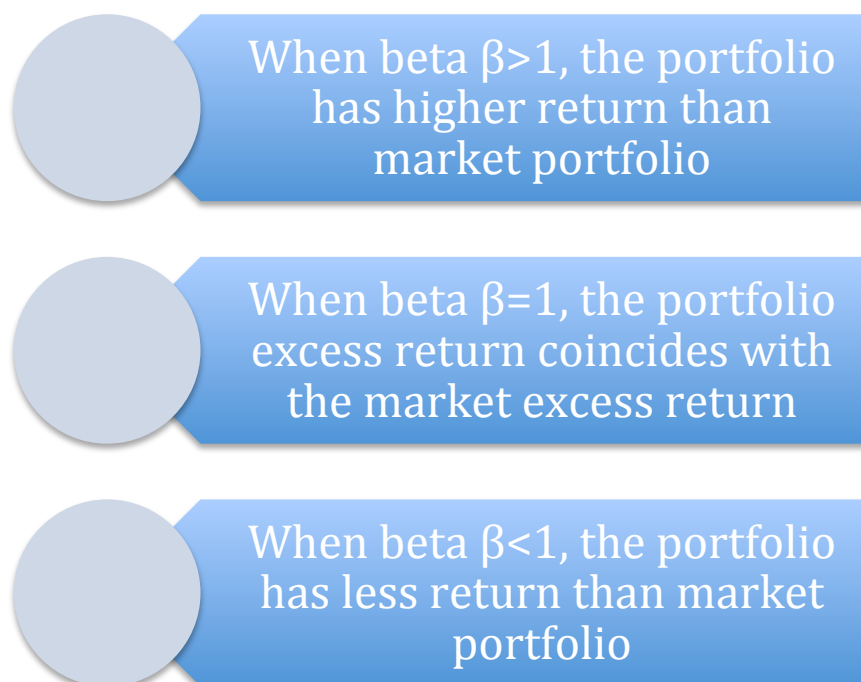 When beta β>1, the portfolio
has higher return than
market portfolio
When beta β=1, the portfolio
excess return coincides with
the market excess return
When beta β<1, the portfolio
has less return than market
portfolio